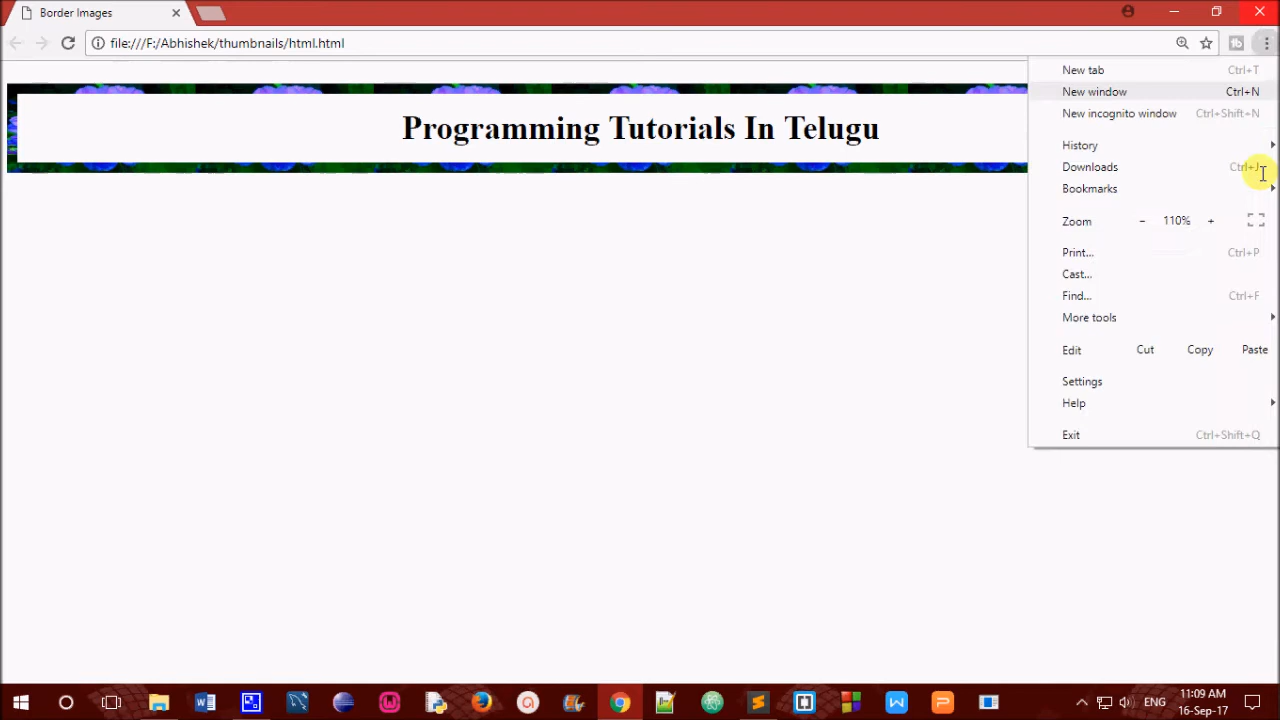 Border Images
file:///F:/Abhishek/thumbnails/html.html
Programming Tutorials In Telugu
New tab Ctrl+T
New window Ctrl+N
New incognito window Ctrl+Shift+N
History
Downloads Ctrl+J
Bookmarks
Zoom - 110% +
Print... Ctrl+P
Cast...
Find... Ctrl+F
More tools
Edit Cut Copy Paste
Settings
Help
Exit Ctrl+Shift+Q
ENG
11:09 AM
16-Sep-17